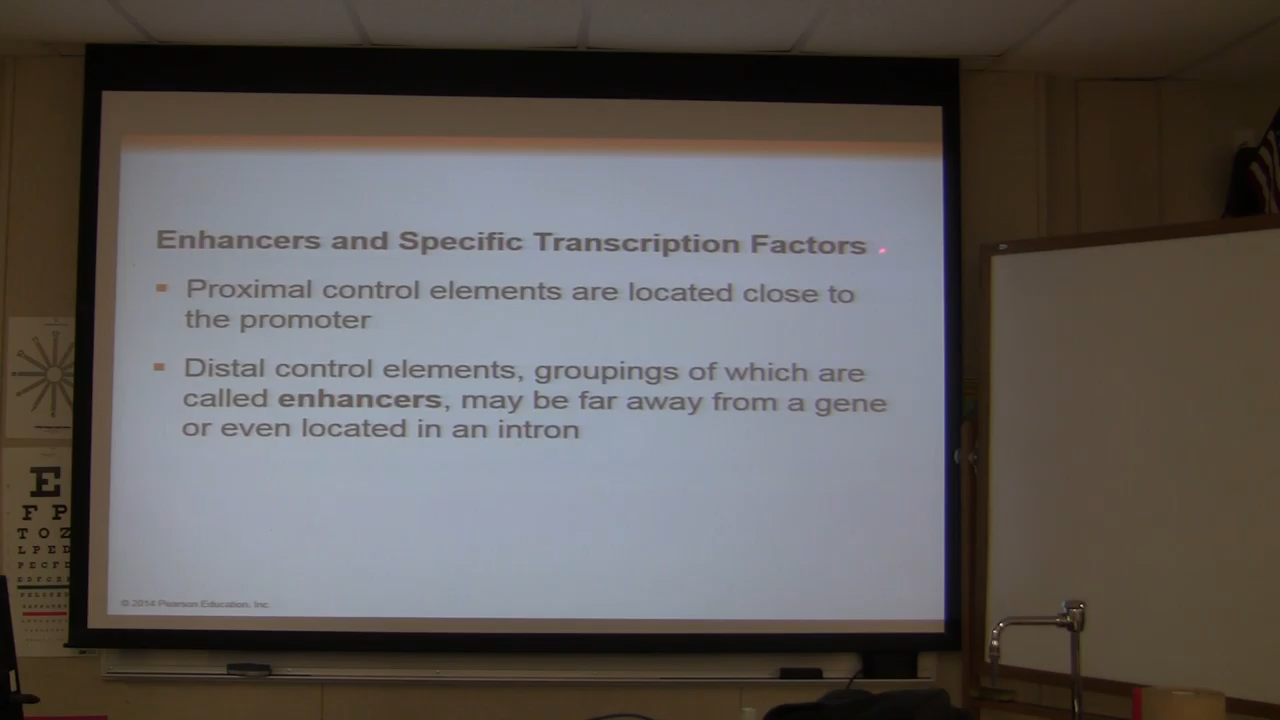 Enhancers and Specific Transcription Factors
Proximal control elements are located close to
the promoter
Distal control elements, groupings of which are
called enhancers, may be far away from a gene
or even located in an intron
© 2014 Pearson Education, Inc.
E
F P
T O Z
L P E D
P E C F D
E D F C Z P